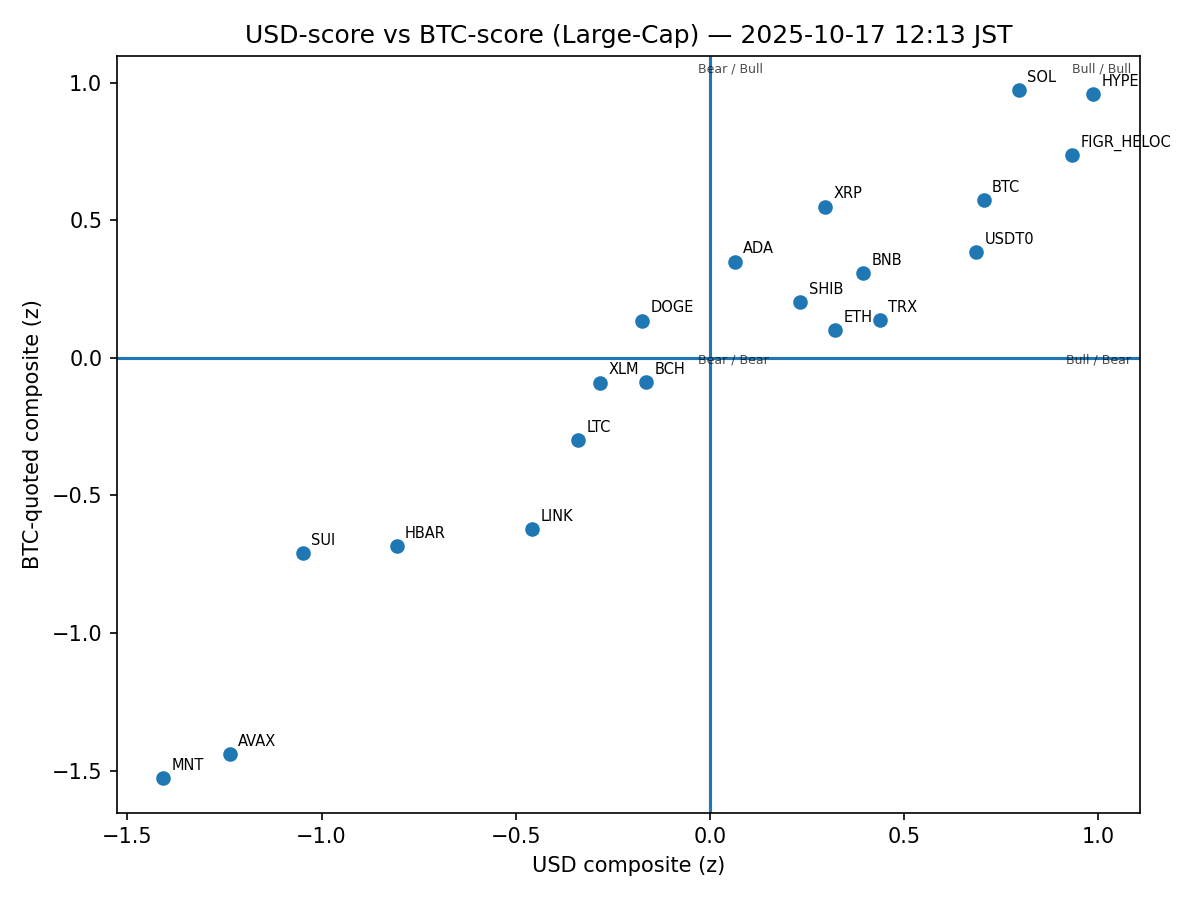 USD-score vs BTC-score (Large-Cap) — 2025-10-17 12:13 JST
Bear / Bull
Bull / Bull
SOL
HYPE
FIGR_HELOC
BTC
XRP
USDT0
ADA
BNB
SHIB
DOGE
TRX
ETH
Bear / Bear
Bull / Bear
XLM
BCH
LTC
LINK
HBAR
SUI
AVAX
MNT
1.0
0.5
0.0
−0.5
−1.0
−1.5
BTC-quoted composite (z)
−1.5
−1.0
−0.5
0.0
0.5
1.0
USD composite (z)